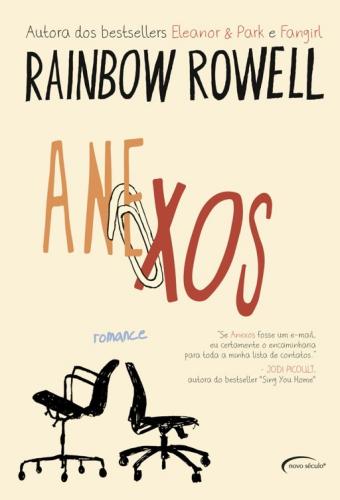 Autora dos bestsellers Eleanor & Park e Fangirl
RAINBOW ROWELL
ANEXOS
romance
"Se Anexos fosse um e-mail,
eu certamente o encaminharia
para toda a minha lista de contatos."
- JODI PICOULT,
autora do bestseller "Sing You Home"
novo século®